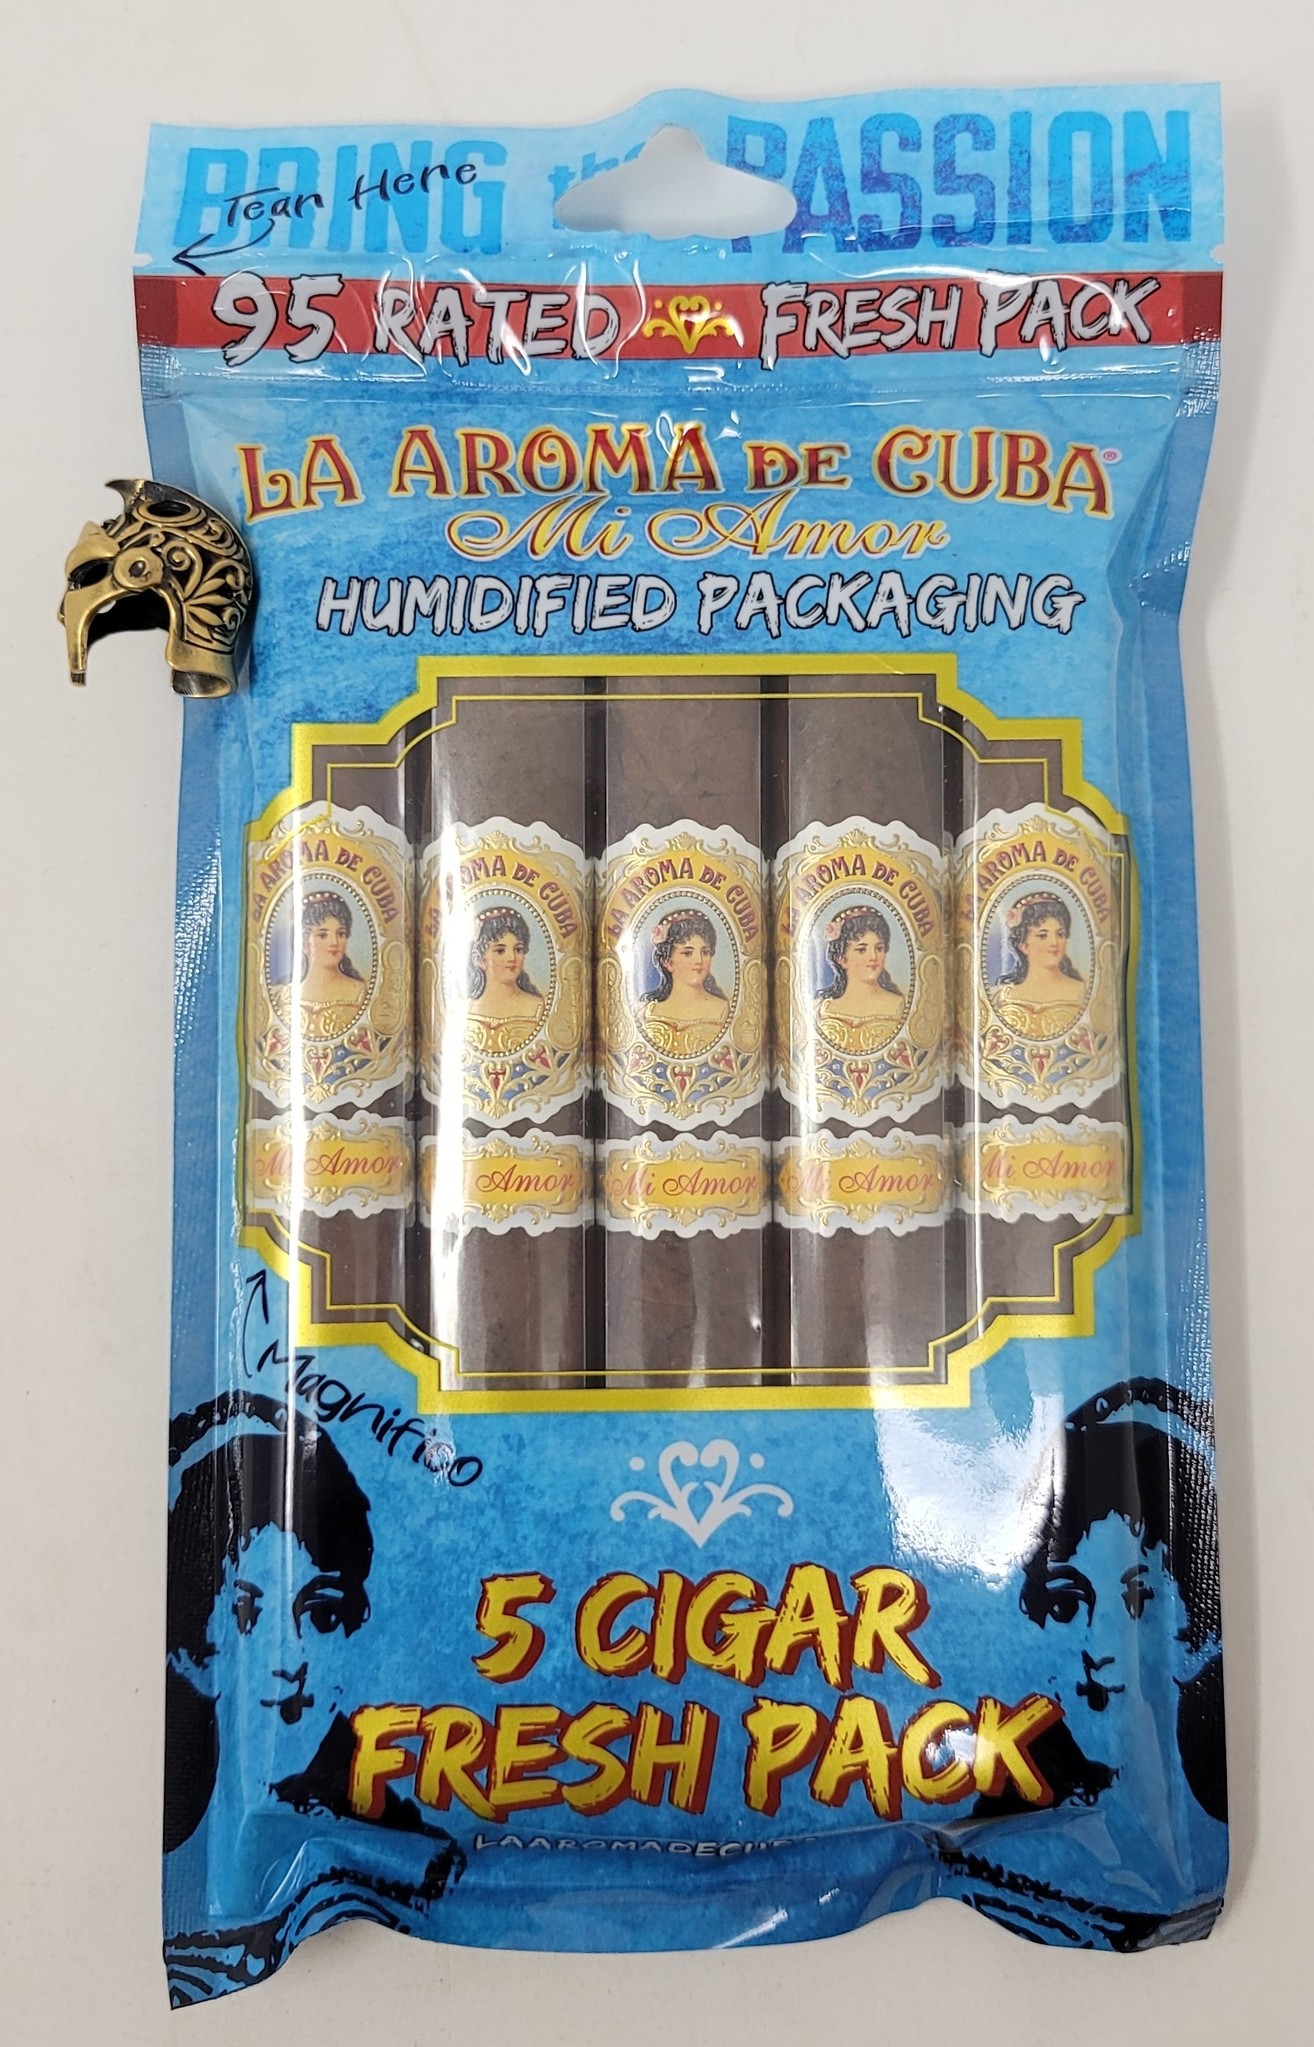 BRING the PASSION
Tear Here
95 RATED FRESH PACK
LA AROMA DE CUBA®
Mi Amor
HUMIDIFIED PACKAGING
LA AROMA DE CUBA
LA AROMA DE CUBA
LA AROMA DE CUBA
LA AROMA DE CUBA
LA AROMA DE CUBA
Mi Amor
Mi Amor
Mi Amor
Mi Amor
Mi Amor
Magnifico
5 CIGAR
FRESH PACK